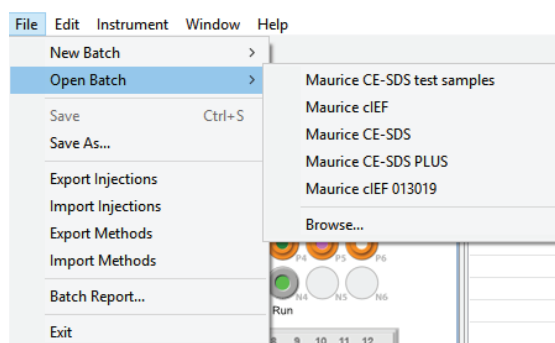 File Edit Instrument Window Help
New Batch >
Open Batch >
Save Ctrl+S
Save As...
Export Injections
Import Injections
Export Methods
Import Methods
Batch Report...
Exit
Maurice CE-SDS test samples
Maurice cIEF
Maurice CE-SDS
Maurice CE-SDS PLUS
Maurice cIEF 013019
Browse...
P4 P5 P6
N4 N5 N6
Run
8 9 10 11 12